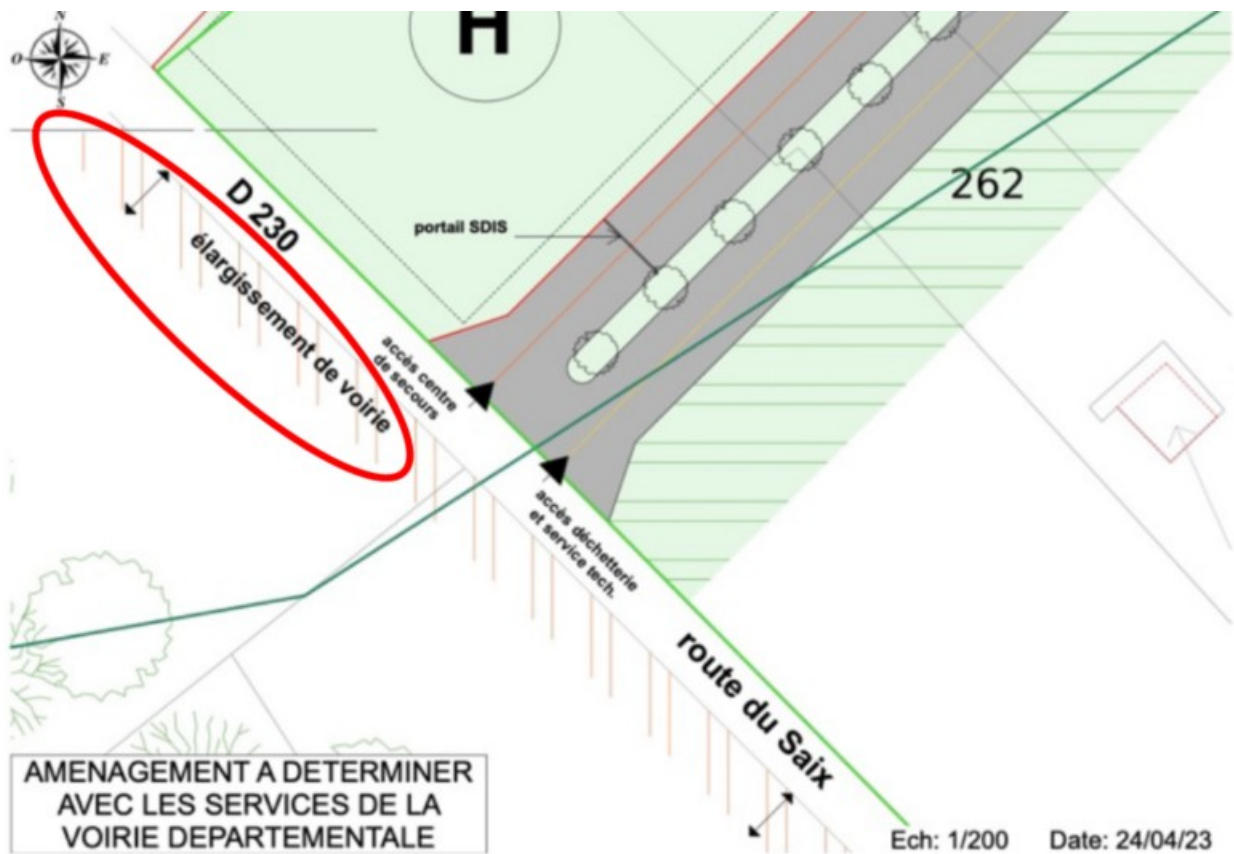 N
O
E
S
H
D 230
élargissement de voirie
portail SDIS
262
accès centre
de secours
accès déchetterie
et service tech.
route du Saix
AMENAGEMENT A DETERMINER
AVEC LES SERVICES DE LA
VOIRIE DEPARTEMENTALE
Ech: 1/200 Date: 24/04/23